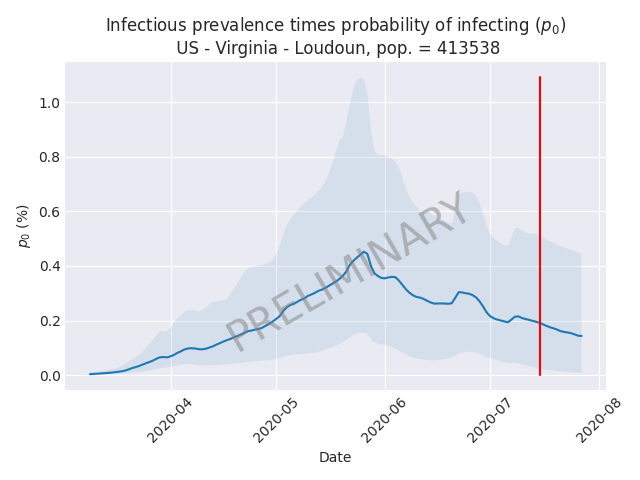 Infectious prevalence times probability of infecting (p₀)
US - Virginia - Loudoun, pop. = 413538
1.0
0.8
0.6
0.4
0.2
0.0
p₀ (%)
PRELIMINARY
2020-04
2020-05
2020-06
2020-07
2020-08
Date